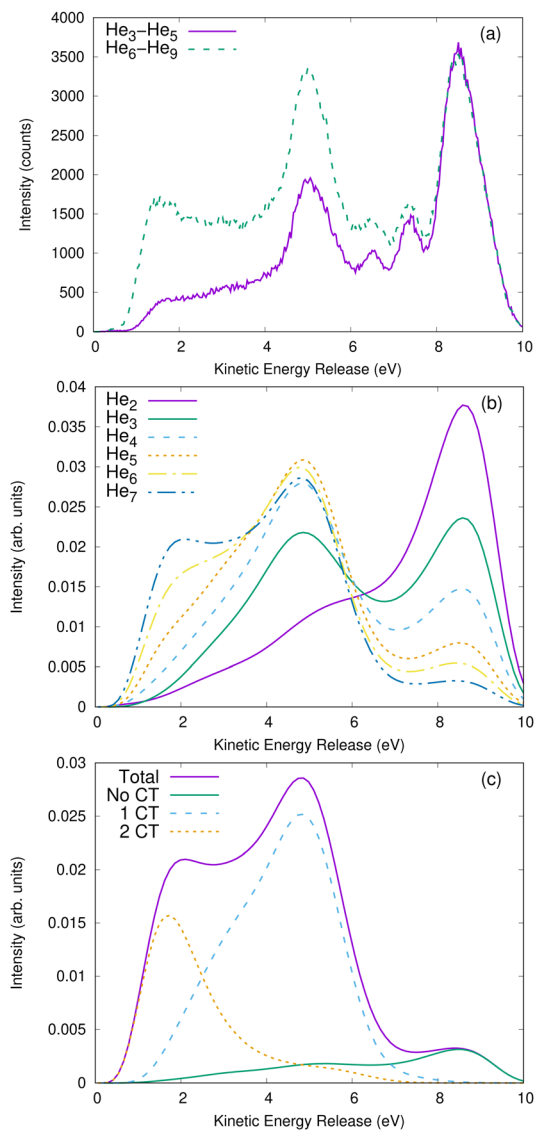 4000
3500
3000
2500
2000
1500
1000
500
0
Intensity (counts)
He₃–He₅
He₆–He₉
(a)
0 2 4 6 8 10
Kinetic Energy Release (eV)
0.04
0.035
0.03
0.025
0.02
0.015
0.01
0.005
0
Intensity (arb. units)
He₂
He₃
He₄
He₅
He₆
He₇
(b)
0 2 4 6 8 10
Kinetic Energy Release (eV)
0.03
0.025
0.02
0.015
0.01
0.005
0
Intensity (arb. units)
Total
No CT
1 CT
2 CT
(c)
0 2 4 6 8 10
Kinetic Energy Release (eV)